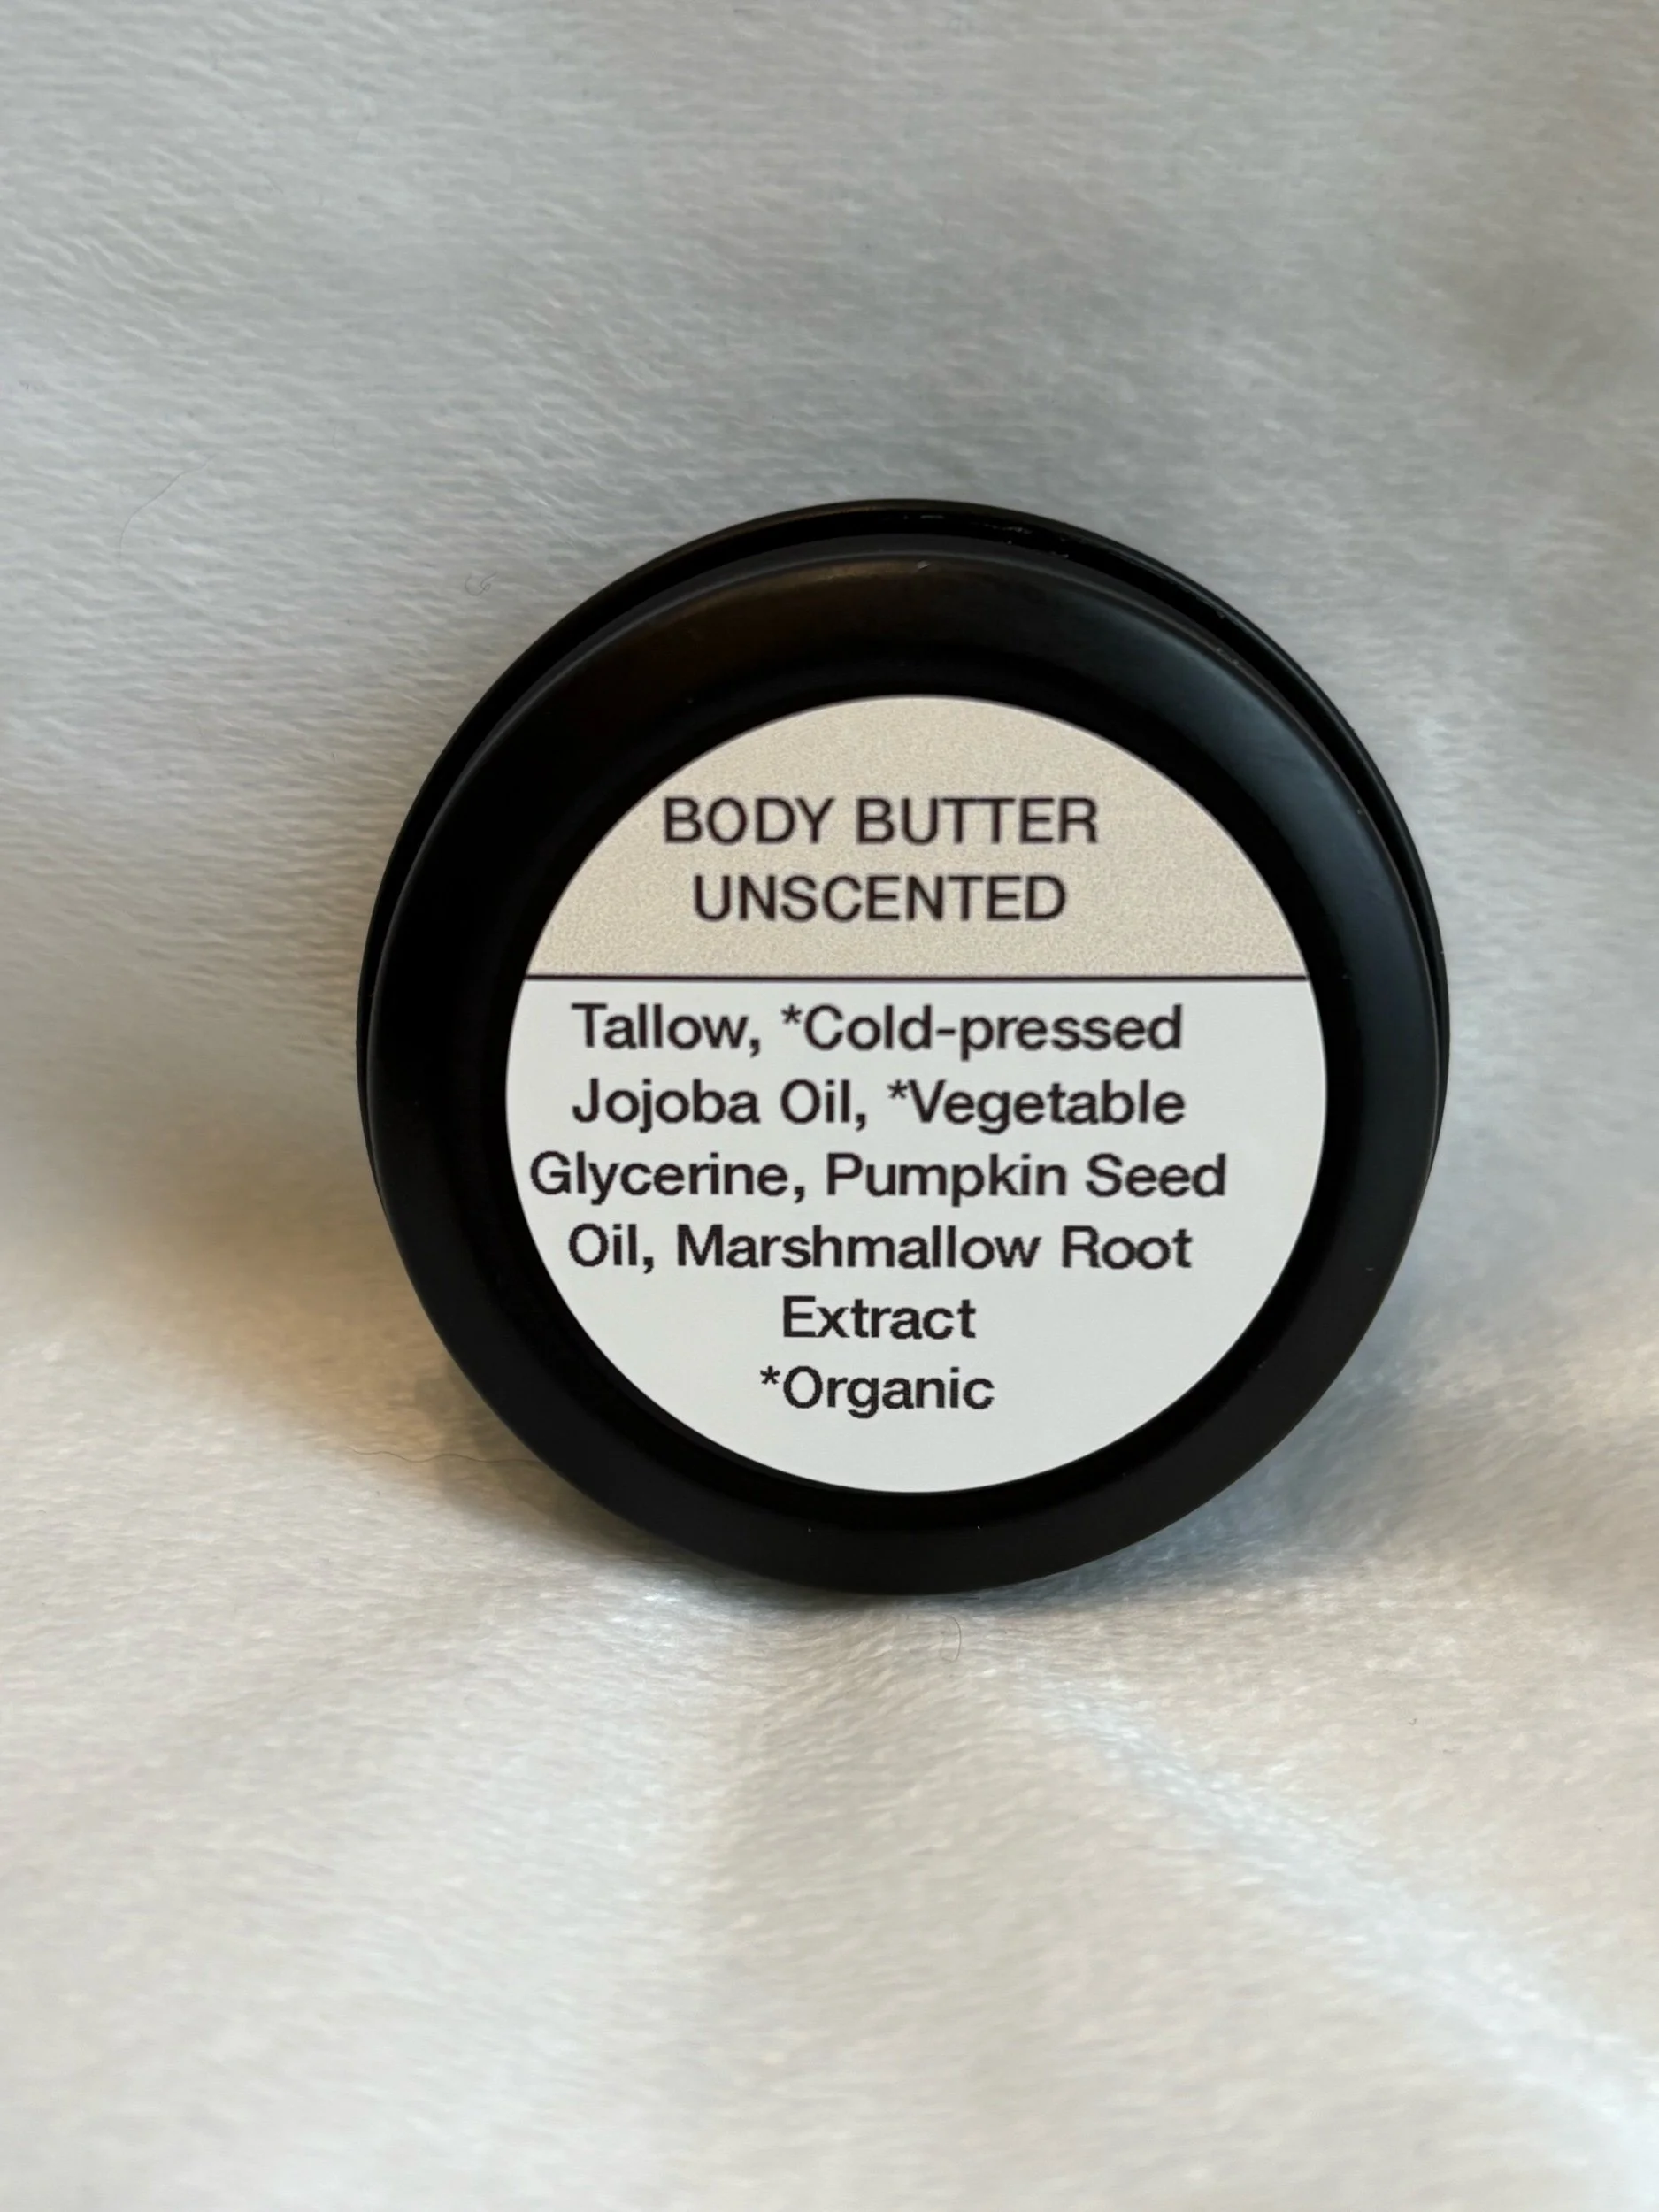 BODY BUTTER
UNSCENTED
Tallow, *Cold-pressed
Jojoba Oil, *Vegetable
Glycerine, Pumpkin Seed
Oil, Marshmallow Root
Extract
*Organic